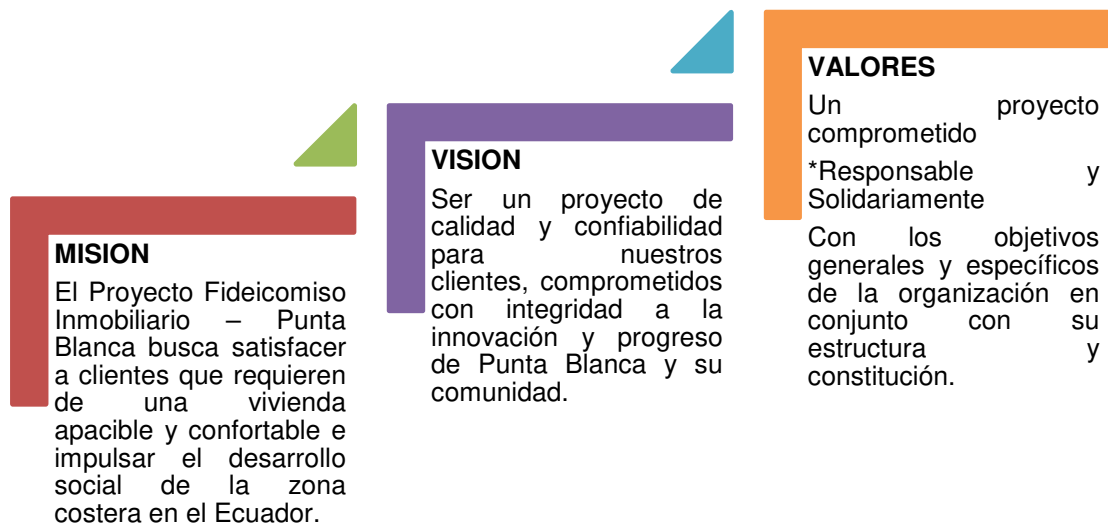 MISION
El Proyecto Fideicomiso
Inmobiliario – Punta
Blanca busca satisfacer
a clientes que requieren
de una vivienda
apacible y confortable e
impulsar el desarrollo
social de la zona
costera en el Ecuador.
VISION
Ser un proyecto de
calidad y confiabilidad
para nuestros
clientes, comprometidos
con integridad a la
innovación y progreso
de Punta Blanca y su
comunidad.
VALORES
Un proyecto
comprometido
*Responsable y
Solidariamente
Con los objetivos
generales y específicos
de la organización en
conjunto con su
estructura y
constitución.